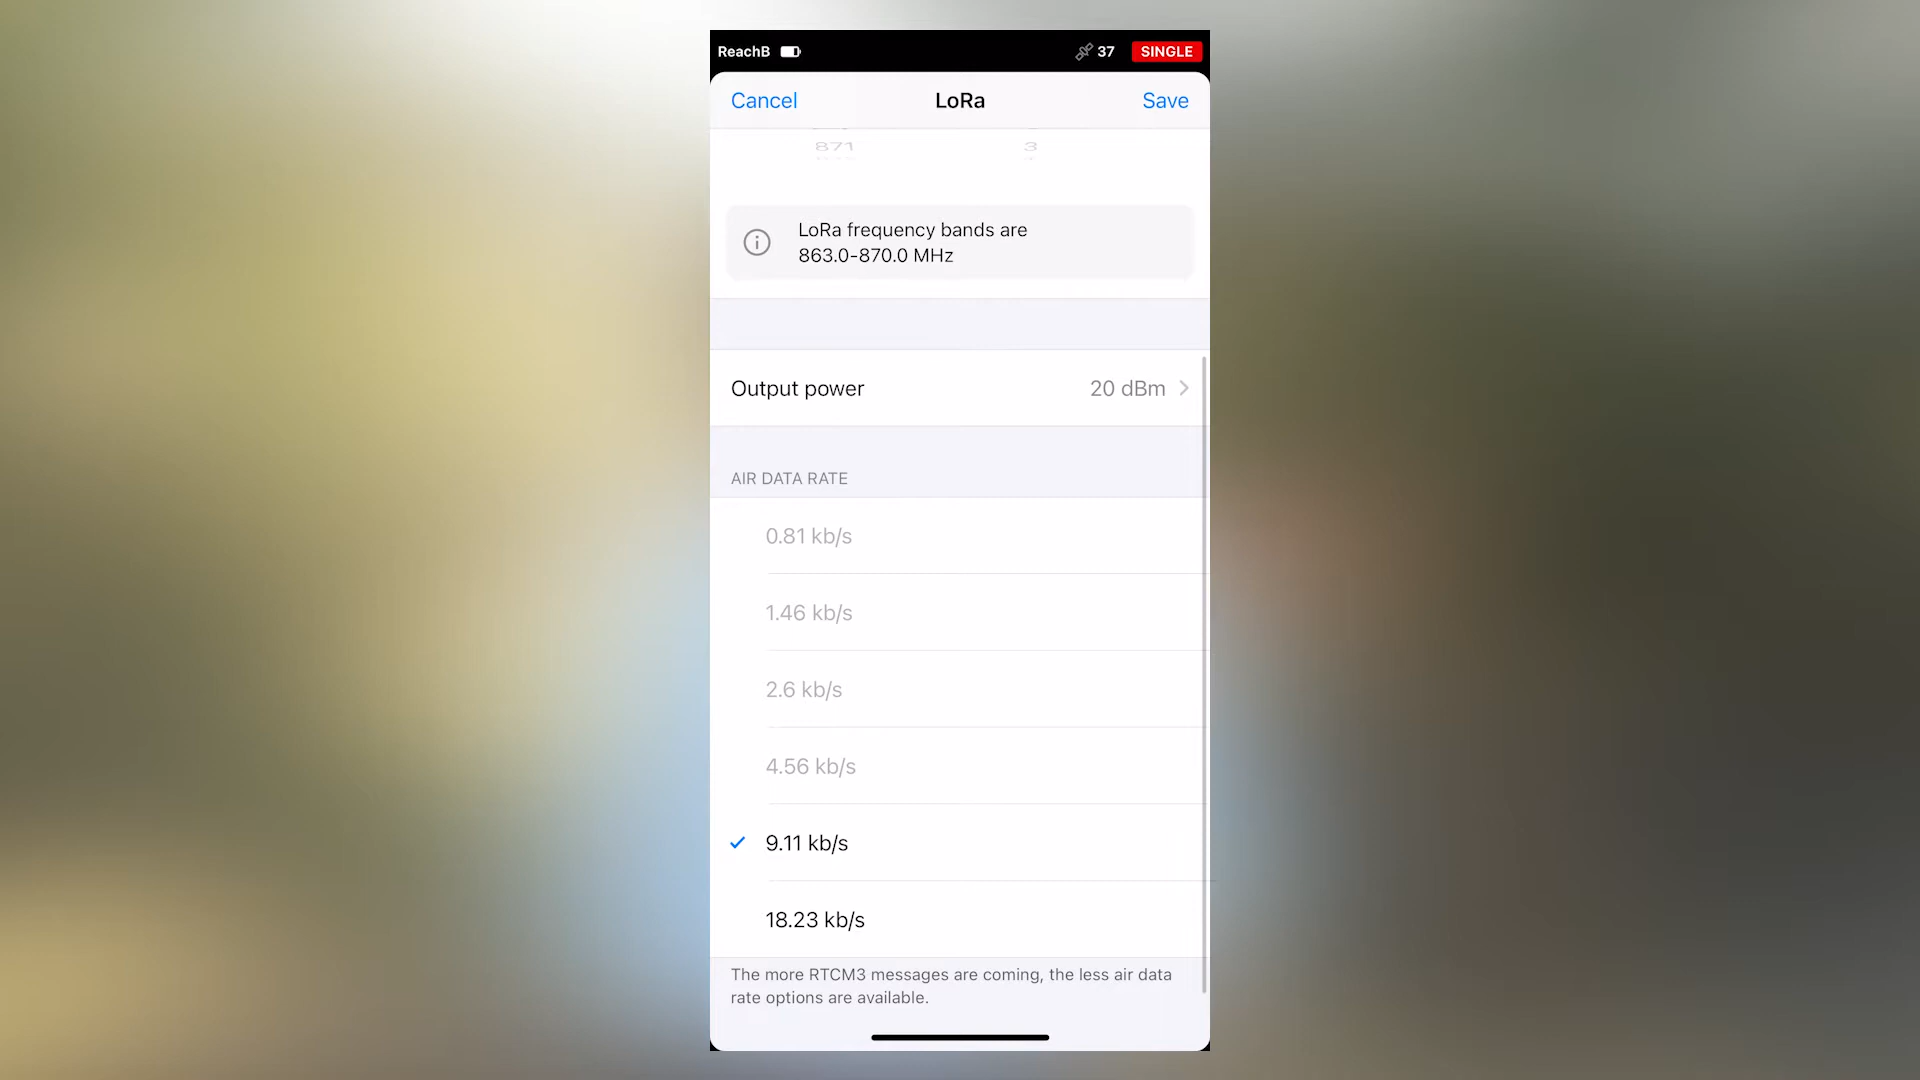 ReachB 37 SINGLE
Cancel LoRa Save
871 3
LoRa frequency bands are
863.0-870.0 MHz
Output power 20 dBm
AIR DATA RATE
0.81 kb/s
1.46 kb/s
2.6 kb/s
4.56 kb/s
9.11 kb/s
18.23 kb/s
The more RTCM3 messages are coming, the less air data
rate options are available.